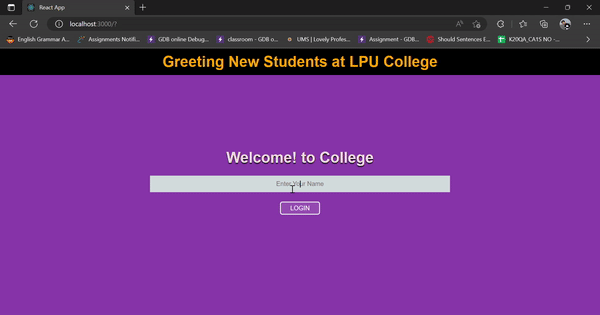 React App
localhost:3000/?
English Grammar A... Assignments Notifi... GDB online Debug... classroom - GDB o... UMS | Lovely Profes... Assignment - GDB... Should Sentences E... K20QA_CA1S NO -...
Greeting New Students at LPU College
Welcome! to College
Enter Your Name
LOGIN